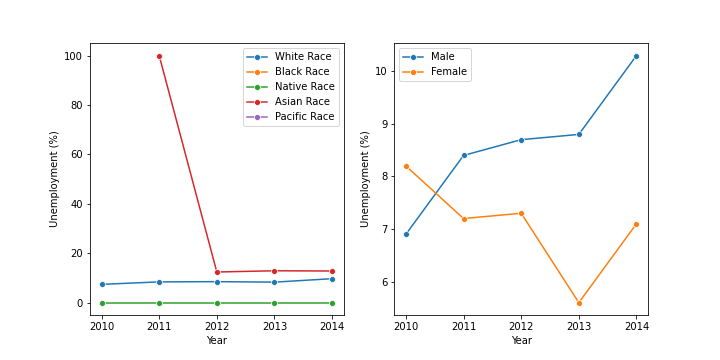 100
80
60
40
20
0
Unemployment (%)
2010 2011 2012 2013 2014
Year
White Race
Black Race
Native Race
Asian Race
Pacific Race
10
9
8
7
6
Unemployment (%)
2010 2011 2012 2013 2014
Year
Male
Female